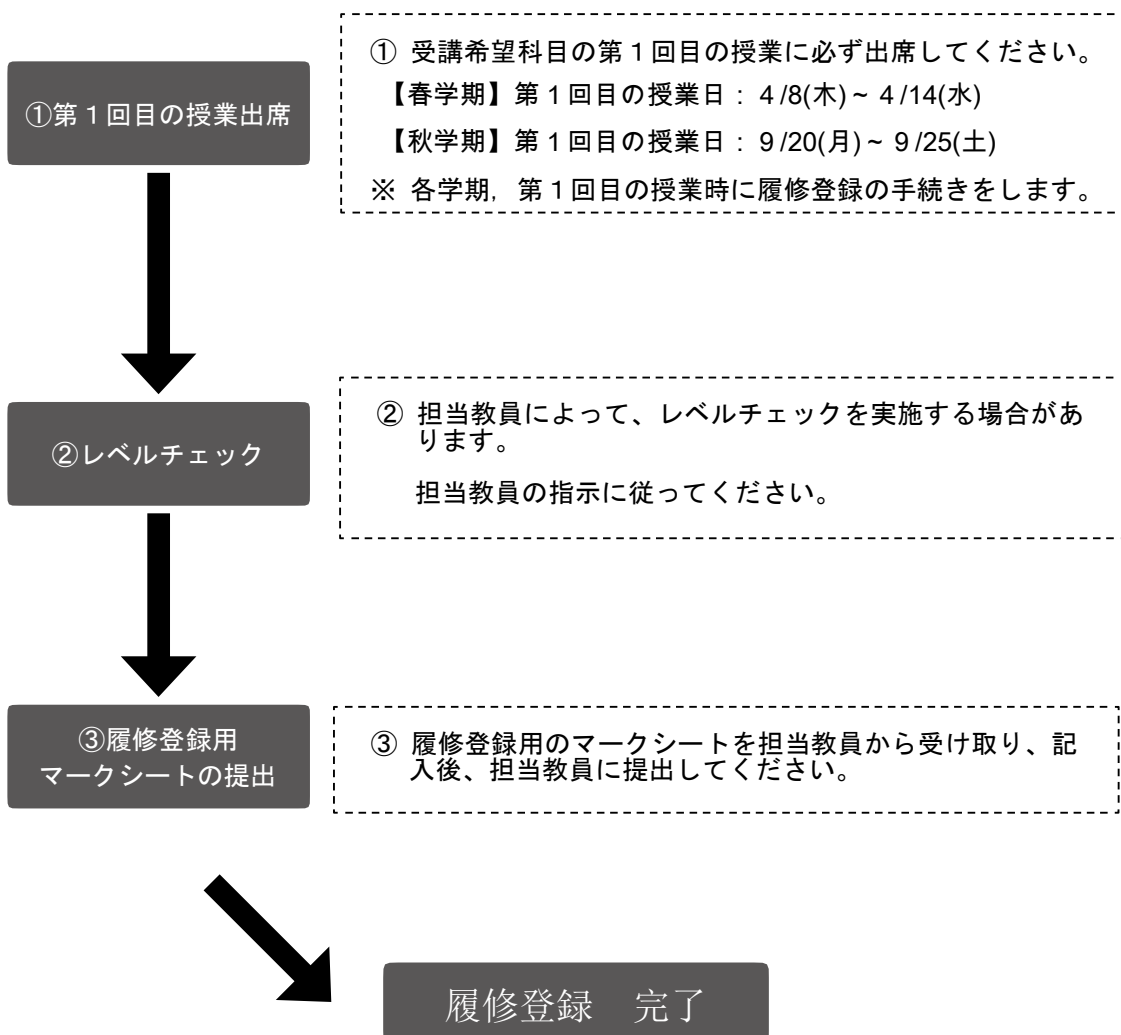 ①第１回目の授業出席
① 受講希望科目の第１回目の授業に必ず出席してください。
【春学期】第１回目の授業日：４/8(木)~４/14(水)
【秋学期】第１回目の授業日：９/20(月)~９/25(土)
※ 各学期，第１回目の授業時に履修登録の手続きをします。
②レベルチェック
② 担当教員によって、レベルチェックを実施する場合があ
ります。
担当教員の指示に従ってください。
③履修登録用
マークシートの提出
③ 履修登録用のマークシートを担当教員から受け取り、記
入後、担当教員に提出してください。
履修登録　完了